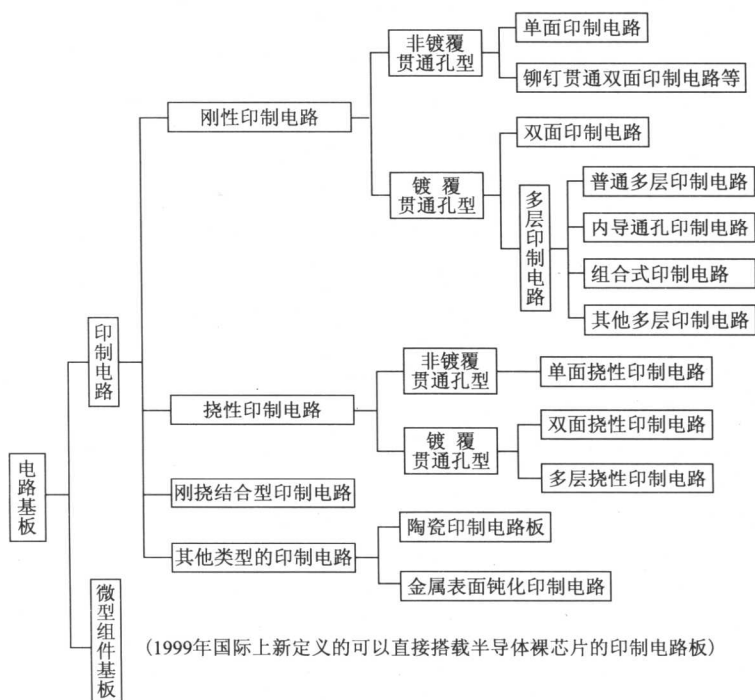 非镀覆
贯通孔型
单面印制电路
铆钉贯通双面印制电路等
刚性印制电路
镀 覆
贯通孔型
双面印制电路
多层印制电路
普通多层印制电路
内导通孔印制电路
组合式印制电路
其他多层印制电路
印制电路
非镀覆
贯通孔型
单面挠性印制电路
挠性印制电路
镀 覆
贯通孔型
双面挠性印制电路
多层挠性印制电路
电路基板
刚挠结合型印制电路
其他类型的印制电路
陶瓷印制电路板
金属表面钝化印制电路
微型组件基板
(1999年国际上新定义的可以直接搭载半导体裸芯片的印制电路板)